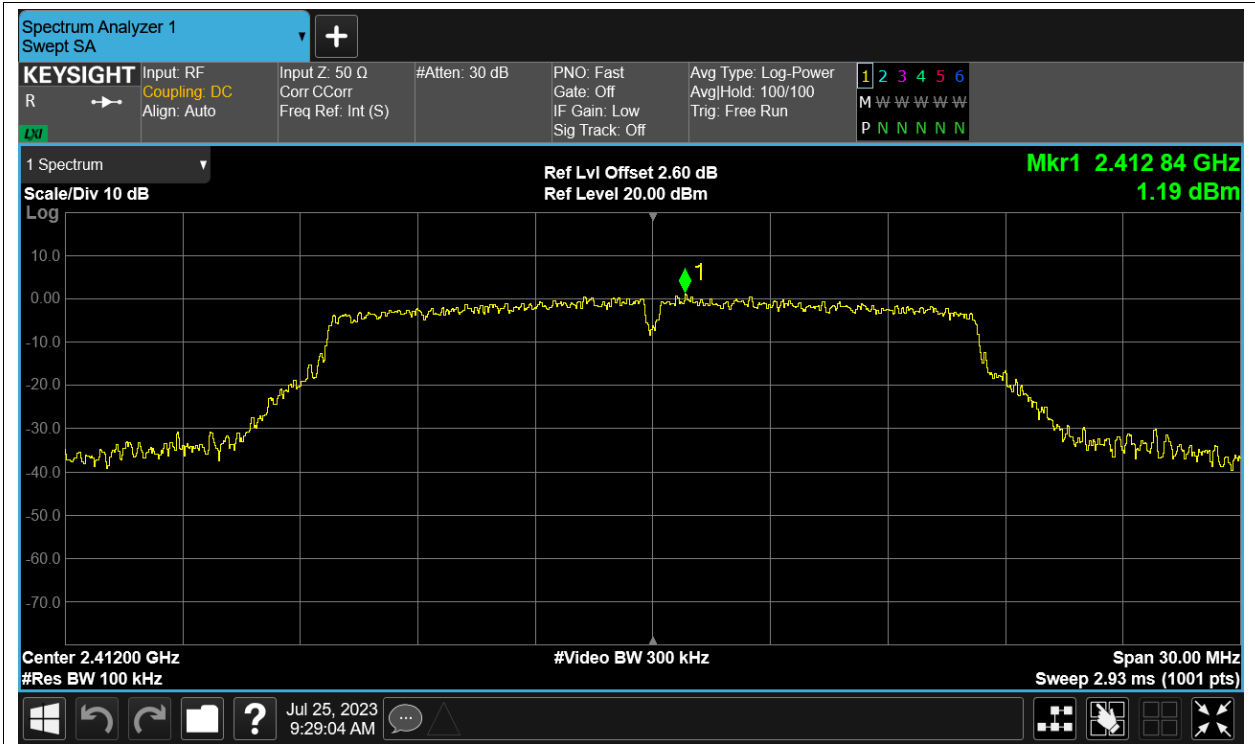 Spectrum Analyzer 1
Swept SA
+
KEYSIGHT
R
LXI
Input: RF
Coupling: DC
Align: Auto
Input Z: 50 Ω
Corr CCorr
Freq Ref: Int (S)
#Atten: 30 dB
PNO: Fast
Gate: Off
IF Gain: Low
Sig Track: Off
Avg Type: Log-Power
Avg|Hold: 100/100
Trig: Free Run
1 2 3 4 5 6
M W W W W W
P N N N N N
1 Spectrum
Scale/Div 10 dB
Log
Ref Lvl Offset 2.60 dB
Ref Level 20.00 dBm
Mkr1 2.412 84 GHz
1.19 dBm
1
10.0
0.00
-10.0
-20.0
-30.0
-40.0
-50.0
-60.0
-70.0
Center 2.41200 GHz
#Res BW 100 kHz
#Video BW 300 kHz
Span 30.00 MHz
Sweep 2.93 ms (1001 pts)
?
Jul 25, 2023
9:29:04 AM